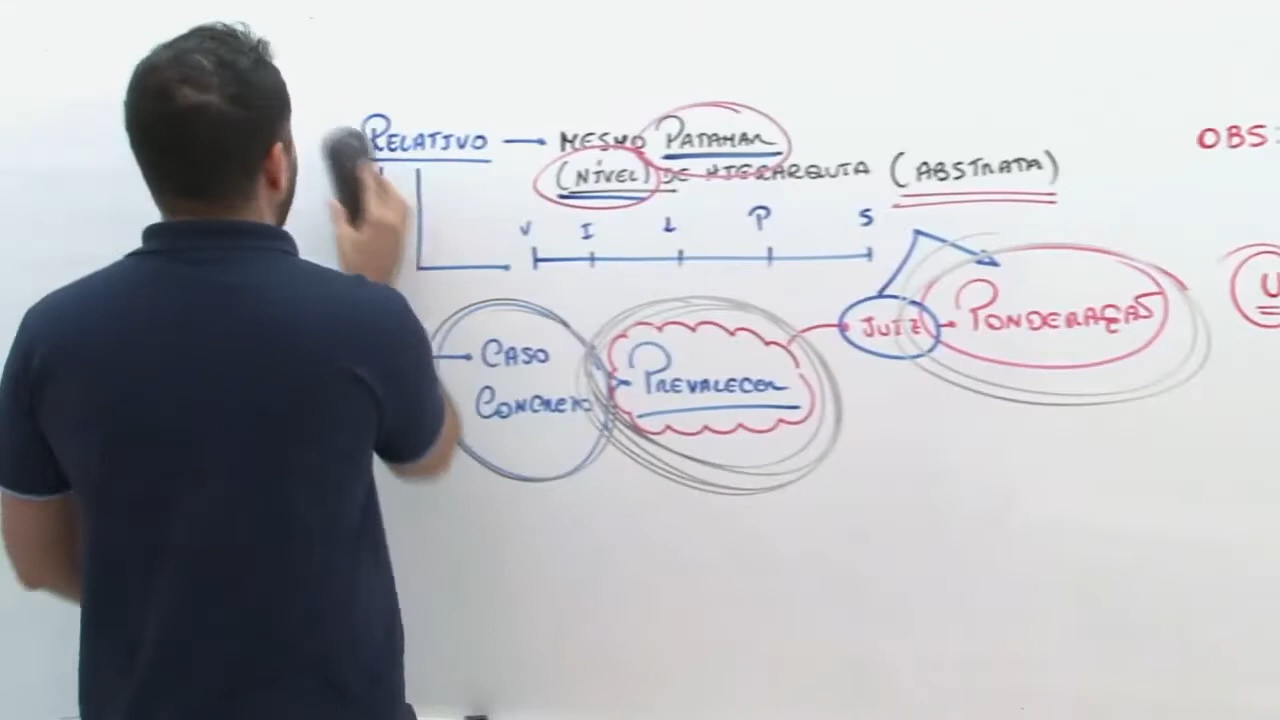 RELATIVO → MESMO PATAMAR
(NÍVEL) DE HIERARQUIA (ABSTRATA)
OBS:
V I L P S
CASO
CONCRETO
PREVALECER
JUIZ
PONDERAÇÃO
U